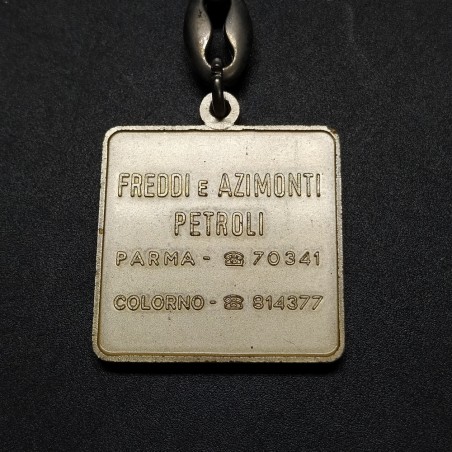 FREDDI E AZIMONTI
PETROLI
PARMA - ☎ 70341
COLORNO - ☎ 814377